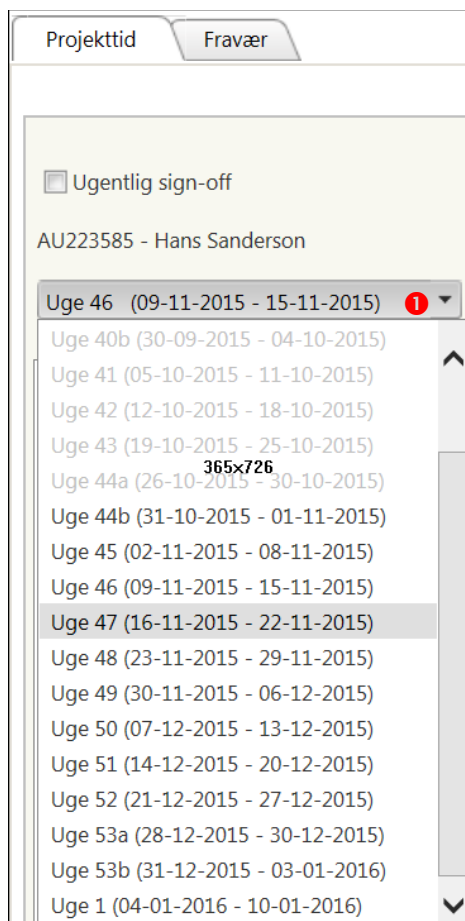 Projekttid Fravær
Ugentlig sign-off
AU223585 - Hans Sanderson
Uge 46 (09-11-2015 - 15-11-2015) 1
Uge 40b (30-09-2015 - 04-10-2015)
Uge 41 (05-10-2015 - 11-10-2015)
Uge 42 (12-10-2015 - 18-10-2015)
Uge 43 (19-10-2015 - 25-10-2015)
365x726
Uge 44a (26-10-2015 - 30-10-2015)
Uge 44b (31-10-2015 - 01-11-2015)
Uge 45 (02-11-2015 - 08-11-2015)
Uge 46 (09-11-2015 - 15-11-2015)
Uge 47 (16-11-2015 - 22-11-2015)
Uge 48 (23-11-2015 - 29-11-2015)
Uge 49 (30-11-2015 - 06-12-2015)
Uge 50 (07-12-2015 - 13-12-2015)
Uge 51 (14-12-2015 - 20-12-2015)
Uge 52 (21-12-2015 - 27-12-2015)
Uge 53a (28-12-2015 - 30-12-2015)
Uge 53b (31-12-2015 - 03-01-2016)
Uge 1 (04-01-2016 - 10-01-2016)